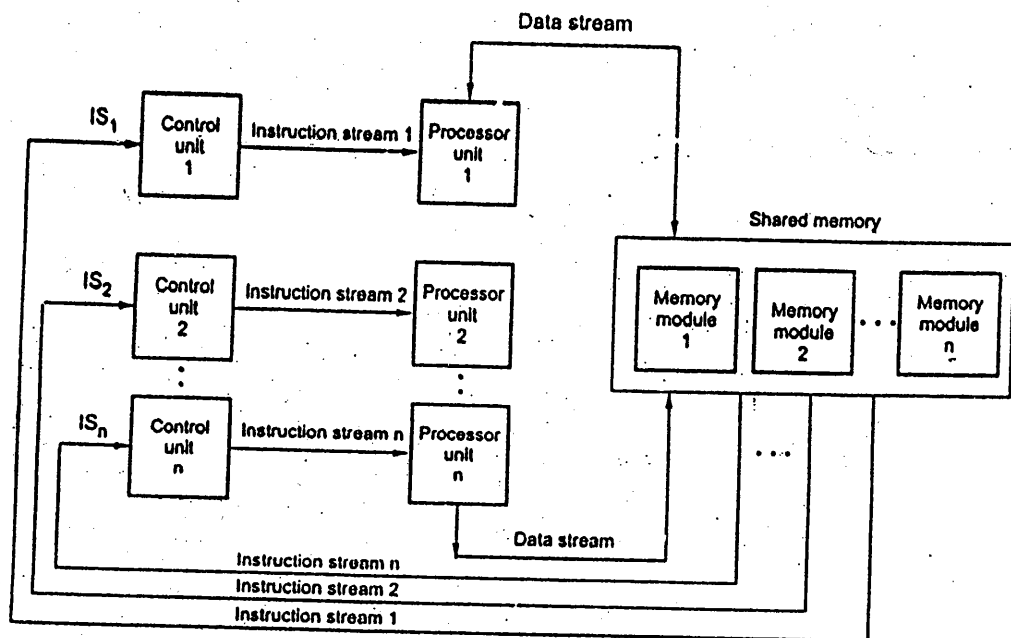 Data stream
IS1
Control
unit
1
Instruction stream 1
Processor
unit
1
Shared memory
IS2
Control
unit
2
Instruction stream 2
Processor
unit
2
Memory
module
1
Memory
module
2
Memory
module
n
ISn
Control
unit
n
Instruction stream n
Processor
unit
n
Data stream
Instruction stream n
Instruction stream 2
Instruction stream 1